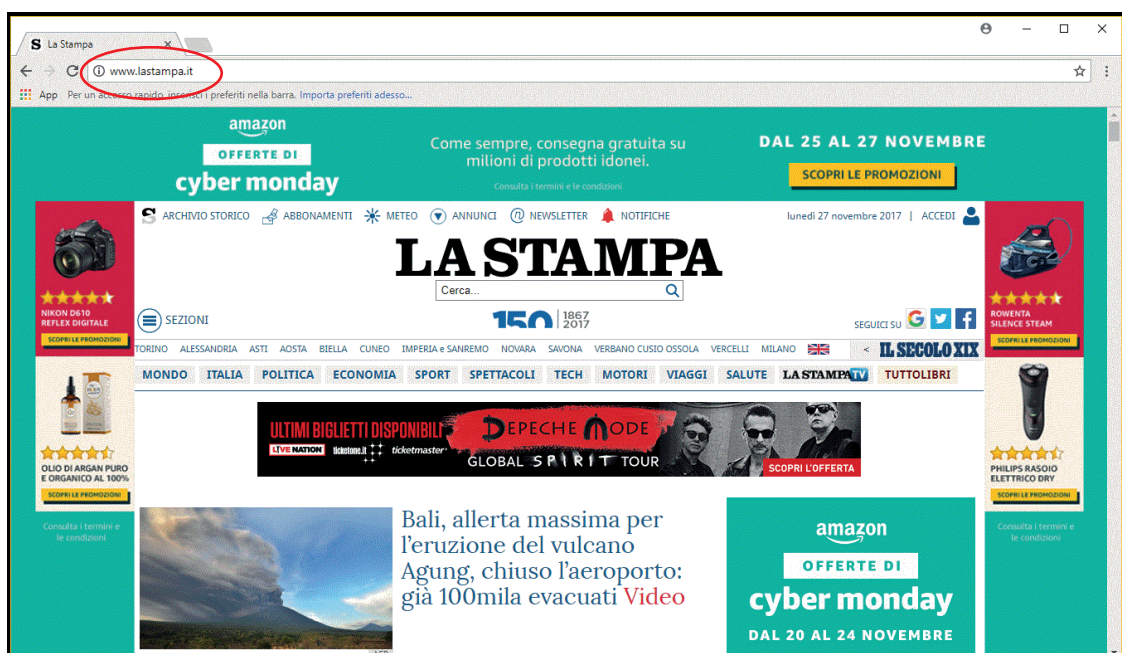 La Stampa
www.lastampa.it
App Per un accesso rapido, inserisci i preferiti nella barra. Importa preferiti adesso...
amazon
OFFERTE DI
cyber monday
Come sempre, consegna gratuita su
milioni di prodotti idonei.
Consulta i termini e le condizioni
DAL 25 AL 27 NOVEMBRE
SCOPRI LE PROMOZIONI
ARCHIVIO STORICO ABBONAMENTI METEO ANNUNCI NEWSLETTER NOTIFICHE
lunedì 27 novembre 2017 | ACCEDI
LA STAMPA
Cerca...
SEZIONI
150 1867
2017
SEGUICI SU
TORINO ALESSANDRIA ASTI AOSTA BIELLA CUNEO IMPERIA e SANREMO NOVARA SAVONA VERBANO CUSIO OSSOLA VERCELLI MILANO
< IL SECOLO XIX
MONDO ITALIA POLITICA ECONOMIA SPORT SPETTACOLI TECH MOTORI VIAGGI SALUTE LA STAMPA TV TUTTOLIBRI
NIKON D610
REFLEX DIGITALE
SCOPRI LE PROMOZIONI
OLIO DI ARGAN PURO
E ORGANICO AL 100%
SCOPRI LE PROMOZIONI
Consulta i termini e
le condizioni
ULTIMI BIGLIETTI DISPONIBILI
LIVE NATION ticketone.it ticketmaster
DEPECHE MODE
GLOBAL SPIRIT TOUR
SCOPRI L'OFFERTA
Bali, allerta massima per
l'eruzione del vulcano
Agung, chiuso l'aeroporto:
già 100mila evacuati Video
amazon
OFFERTE DI
cyber monday
DAL 20 AL 24 NOVEMBRE
ROWENTA
SILENCE STEAM
SCOPRI LE PROMOZIONI
PHILIPS RASOIO
ELETTRICO DRY
SCOPRI LE PROMOZIONI
Consulta i termini e
le condizioni